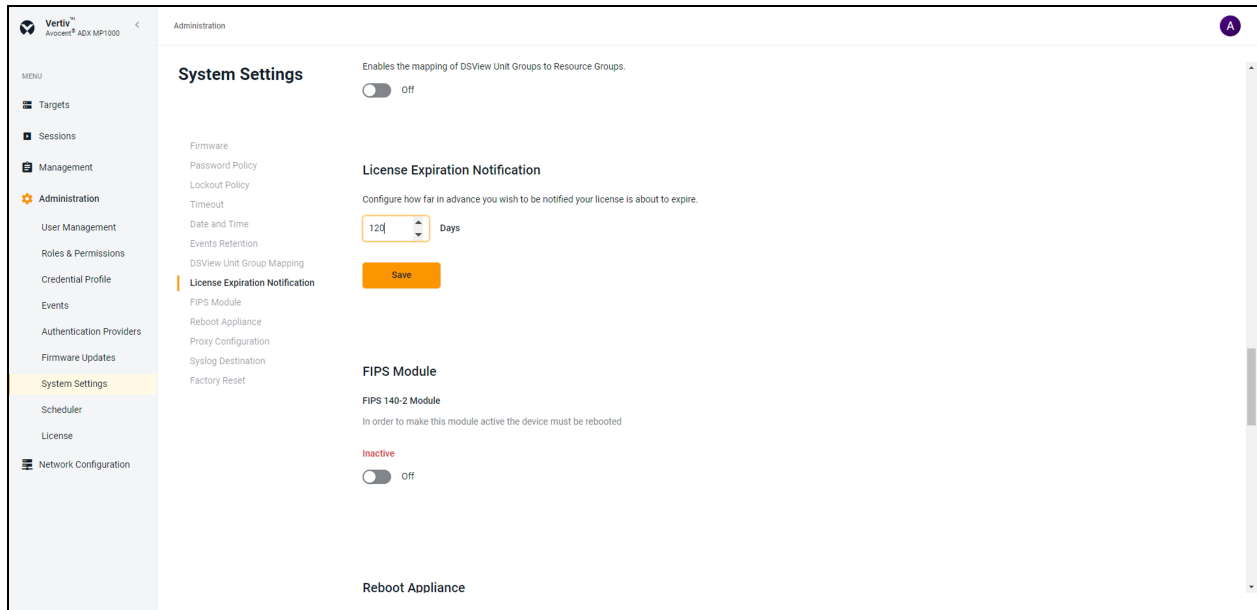 Vertiv™
Avocent® ADX MP1000
Administration
A
MENU
Targets
Sessions
Management
Administration
User Management
Roles & Permissions
Credential Profile
Events
Authentication Providers
Firmware Updates
System Settings
Scheduler
License
Network Configuration
System Settings
Firmware
Password Policy
Lockout Policy
Timeout
Date and Time
Events Retention
DSView Unit Group Mapping
License Expiration Notification
FIPS Module
Reboot Appliance
Proxy Configuration
Syslog Destination
Factory Reset
Enables the mapping of DSView Unit Groups to Resource Groups.
Off
License Expiration Notification
Configure how far in advance you wish to be notified your license is about to expire.
120 Days
Save
FIPS Module
FIPS 140-2 Module
In order to make this module active the device must be rebooted
Inactive
Off
Reboot Appliance